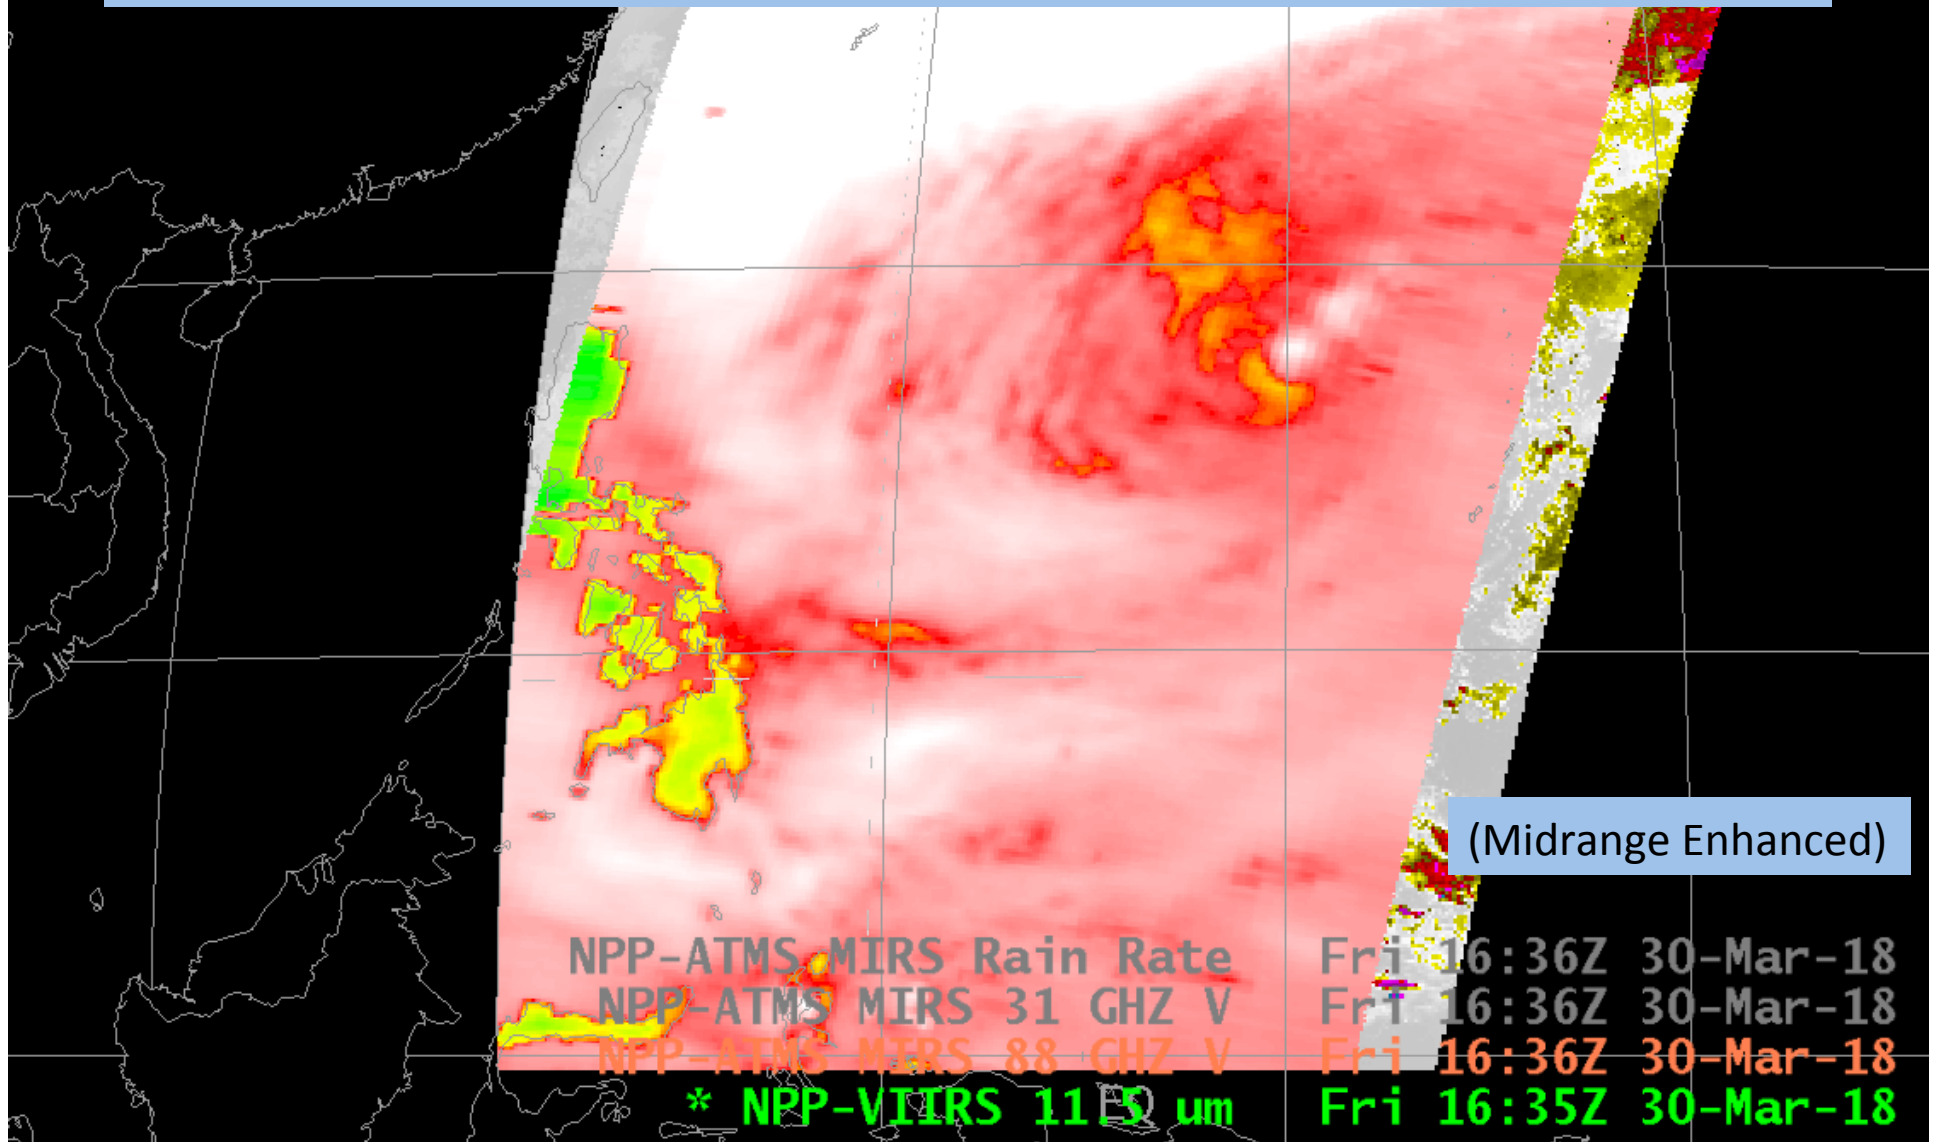 (Midrange Enhanced)
NPP-ATMS MIRS Rain Rate Fri 16:36Z 30-Mar-18
NPP-ATMS MIRS 31 GHZ V Fri 16:36Z 30-Mar-18
NPP-ATMS MIRS 88 GHZ V Fri 16:36Z 30-Mar-18
* NPP-VIIRS 11.5 um Fri 16:35Z 30-Mar-18
EQ